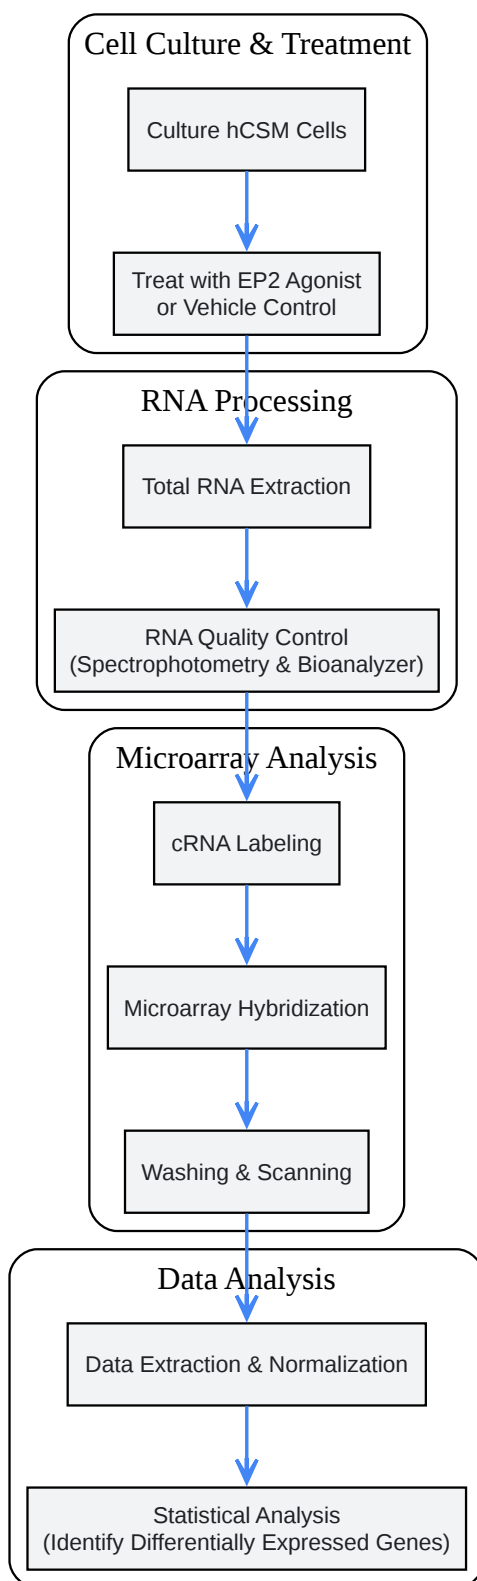 Cell Culture & Treatment
Culture hCSM Cells
Treat with EP2 Agonist
or Vehicle Control
RNA Processing
Total RNA Extraction
RNA Quality Control
(Spectrophotometry & Bioanalyzer)
Microarray Analysis
cRNA Labeling
Microarray Hybridization
Washing & Scanning
Data Analysis
Data Extraction & Normalization
Statistical Analysis
(Identify Differentially Expressed Genes)